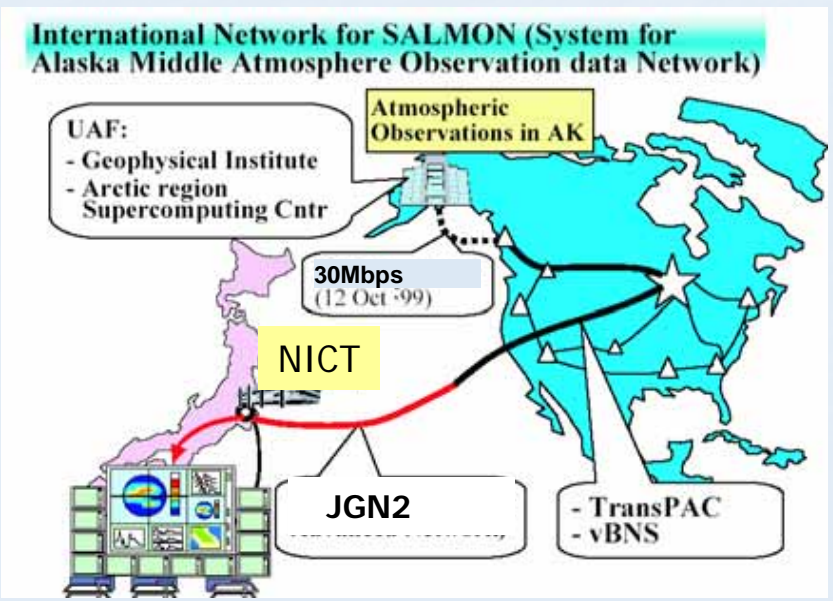 International Network for SALMON (System for
Alaska Middle Atmosphere Observation data Network)
Atmospheric
Observations in AK
UAF:
- Geophysical Institute
- Arctic region
Supercomputing Cntr
30Mbps
(12 Oct '99)
NICT
JGN2
- TransPAC
- vBNS